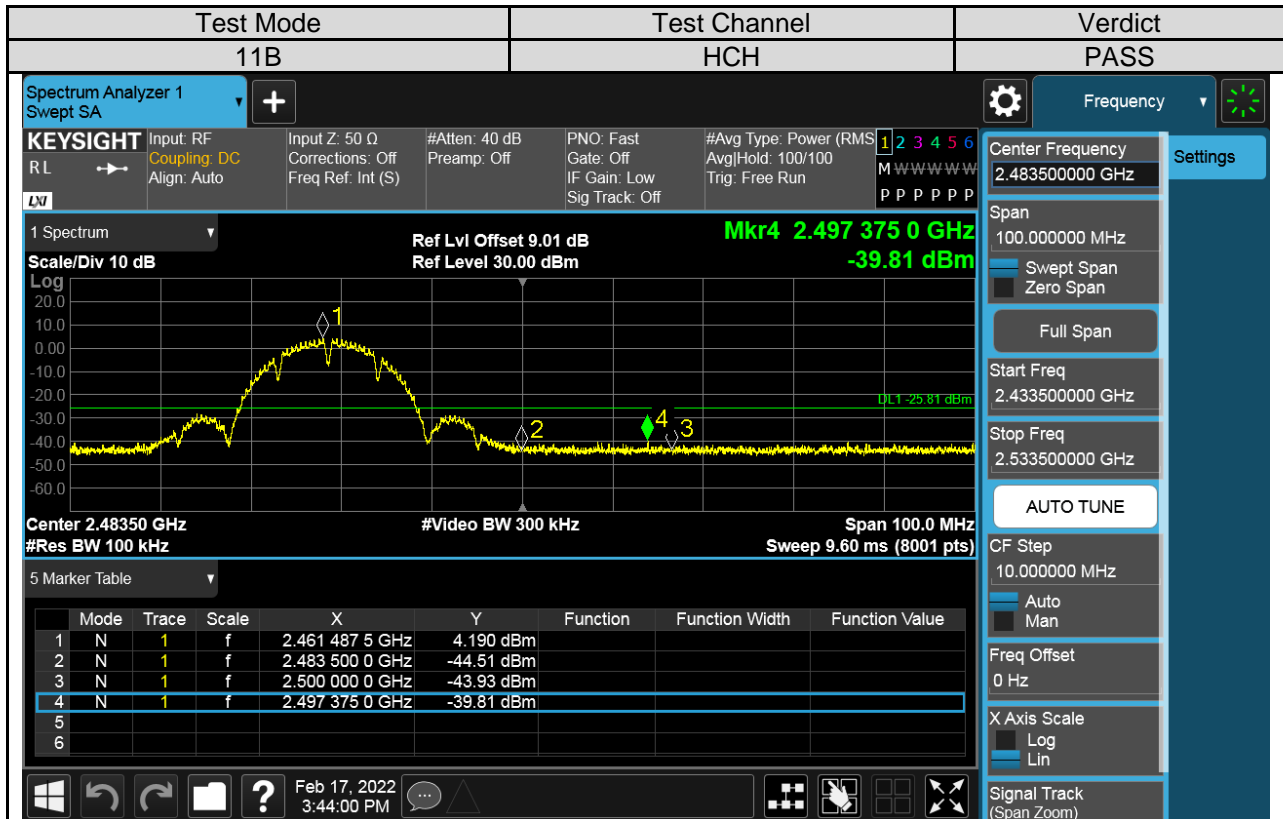 Test Mode Test Channel Verdict
11B HCH PASS
Spectrum Analyzer 1
Swept SA
+
Frequency
KEYSIGHT
RL
LXI
Input: RF
Coupling: DC
Align: Auto
Input Z: 50 Ω
Corrections: Off
Freq Ref: Int (S)
#Atten: 40 dB
Preamp: Off
PNO: Fast
Gate: Off
IF Gain: Low
Sig Track: Off
#Avg Type: Power (RMS
Avg|Hold: 100/100
Trig: Free Run
1 2 3 4 5 6
M W W W W W
P P P P P P
1 Spectrum
Scale/Div 10 dB
Ref Lvl Offset 9.01 dB
Ref Level 30.00 dBm
Mkr4 2.497 375 0 GHz
-39.81 dBm
Log
20.0
10.0
0.00
-10.0
-20.0
-30.0
-40.0
-50.0
-60.0
1
2
4
3
DL1 -25.81 dBm
Center 2.48350 GHz
#Res BW 100 kHz
#Video BW 300 kHz
Span 100.0 MHz
Sweep 9.60 ms (8001 pts)
5 Marker Table
Mode Trace Scale X Y Function Function Width Function Value
1 N 1 f 2.461 487 5 GHz 4.190 dBm
2 N 1 f 2.483 500 0 GHz -44.51 dBm
3 N 1 f 2.500 000 0 GHz -43.93 dBm
4 N 1 f 2.497 375 0 GHz -39.81 dBm
5
6
?
Feb 17, 2022
3:44:00 PM
Settings
Center Frequency
2.483500000 GHz
Span
100.000000 MHz
Swept Span
Zero Span
Full Span
Start Freq
2.433500000 GHz
Stop Freq
2.533500000 GHz
AUTO TUNE
CF Step
10.000000 MHz
Auto
Man
Freq Offset
0 Hz
X Axis Scale
Log
Lin
Signal Track
(Span Zoom)